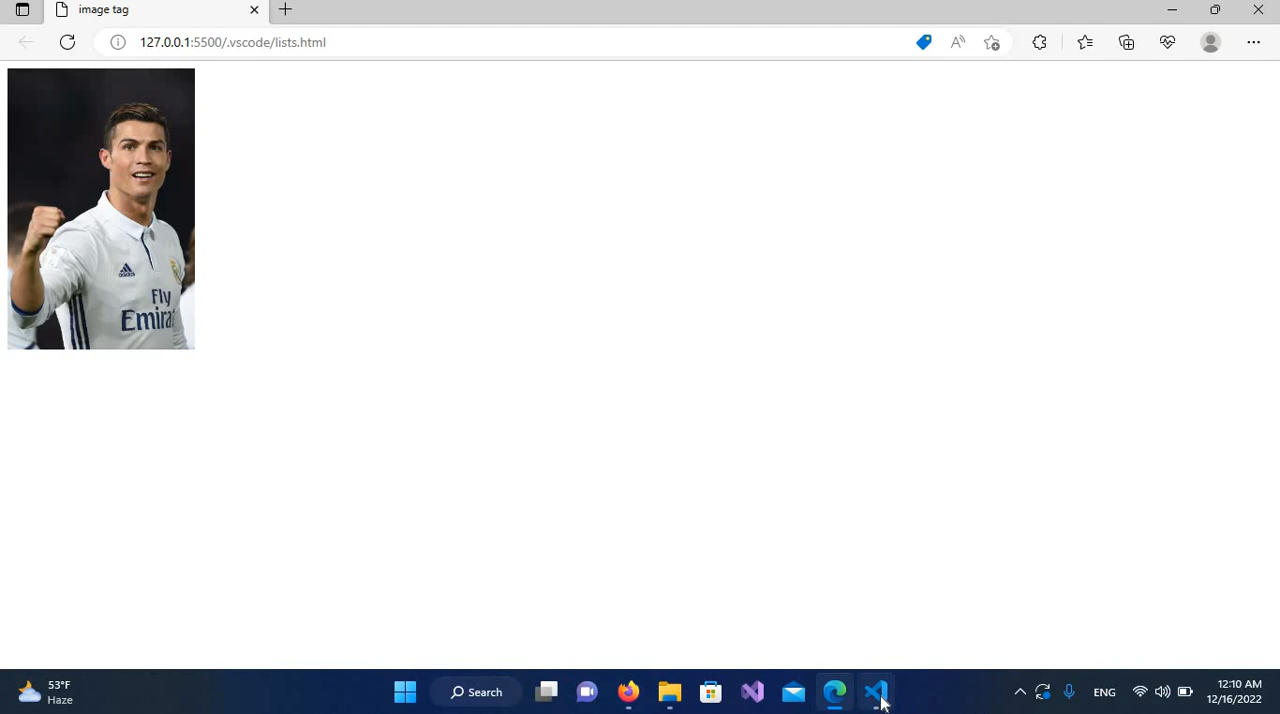 image tag
127.0.0.1:5500/.vscode/lists.html
adidas
Fly
Emira
53°F
Haze
Search
ENG
12:10 AM
12/16/2022